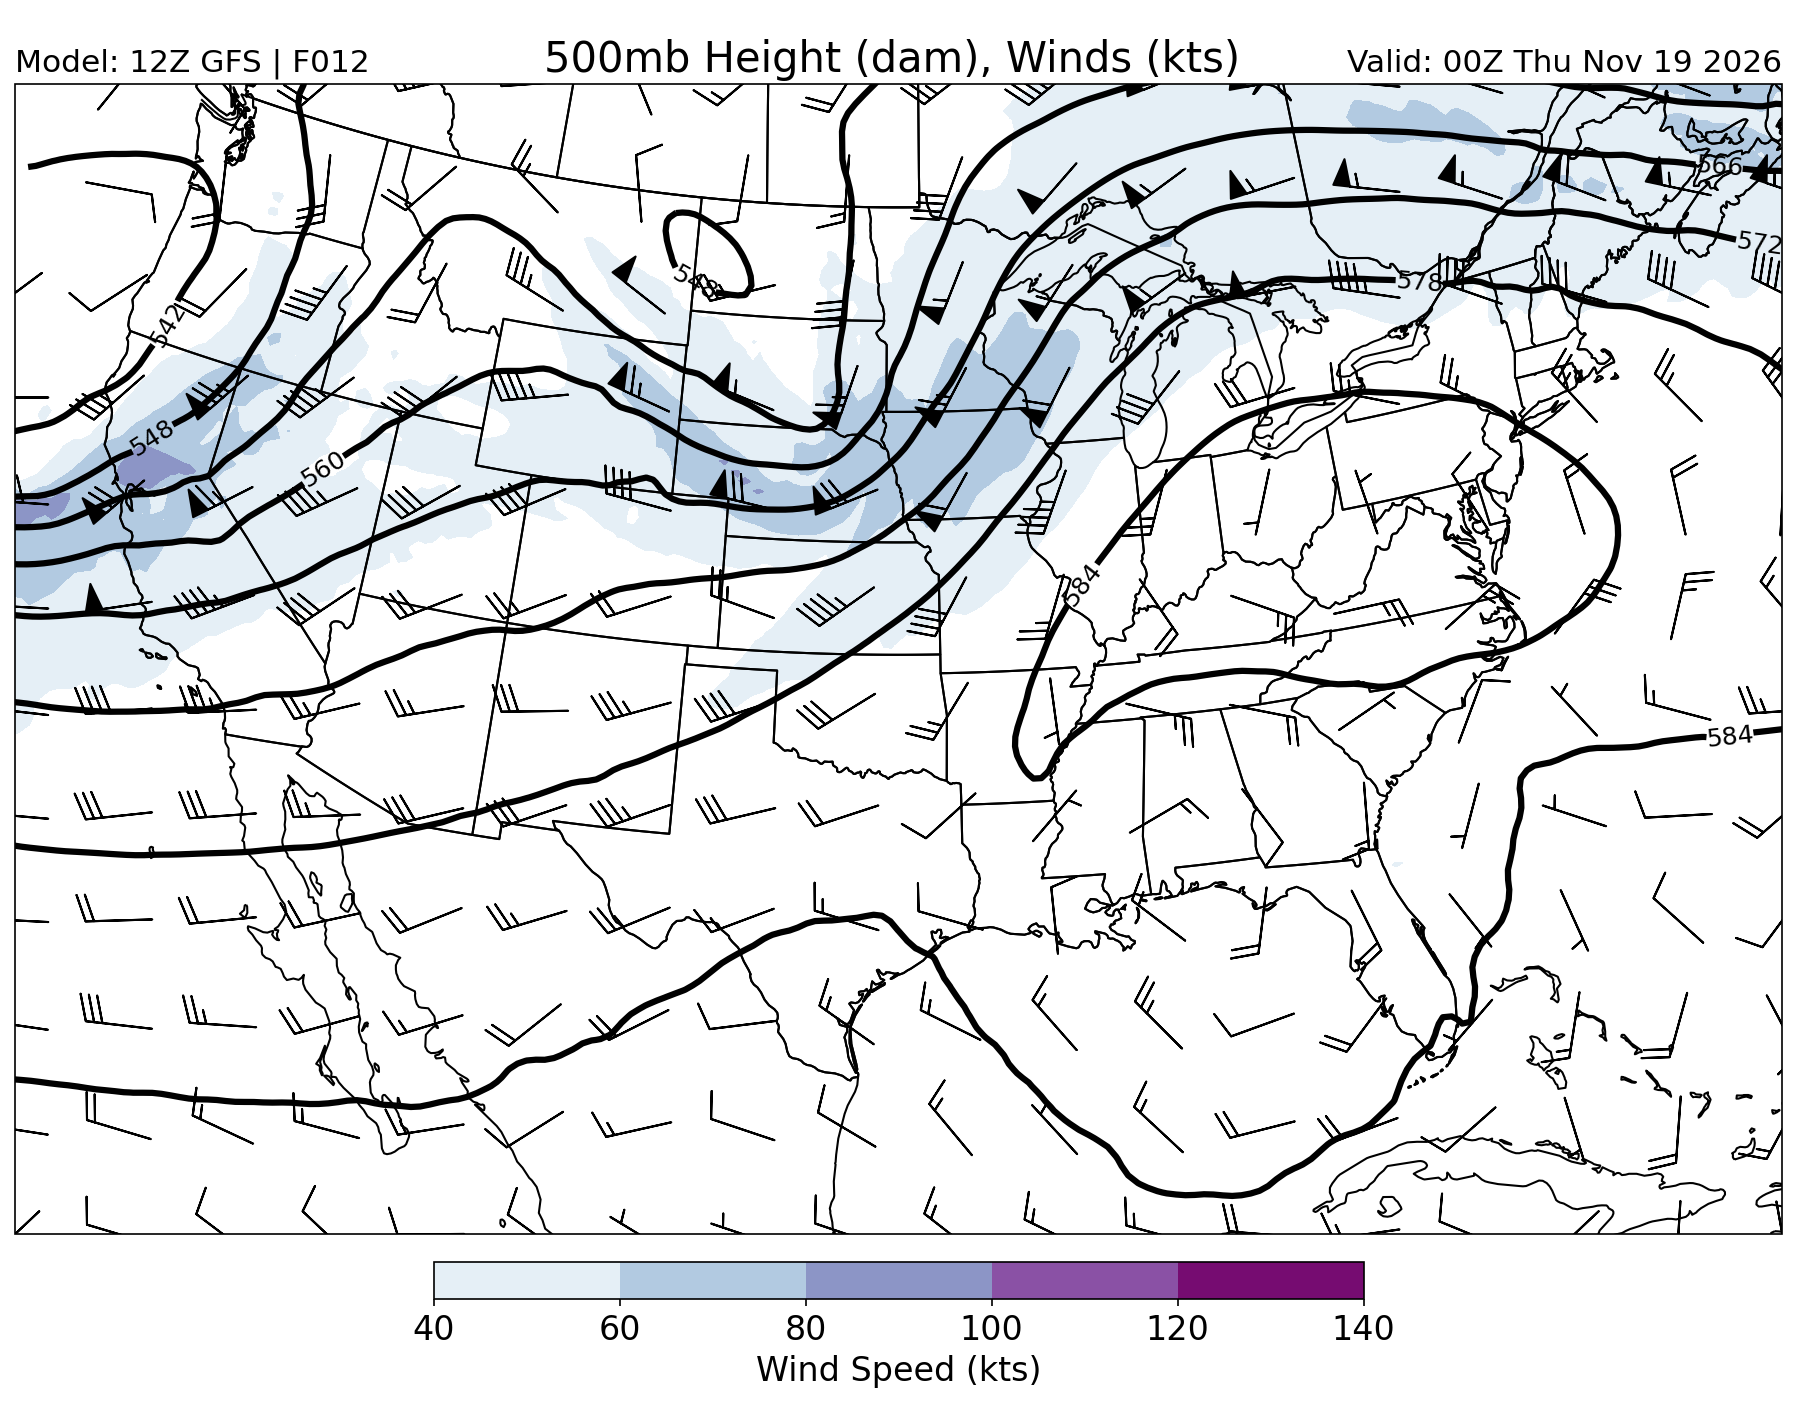 Model: 12Z GFS | F012
500mb Height (dam), Winds (kts)
Valid: 00Z Thu Nov 19 2026
566
572
548
578
542
548
560
584
584
40 60 80 100 120 140
Wind Speed (kts)